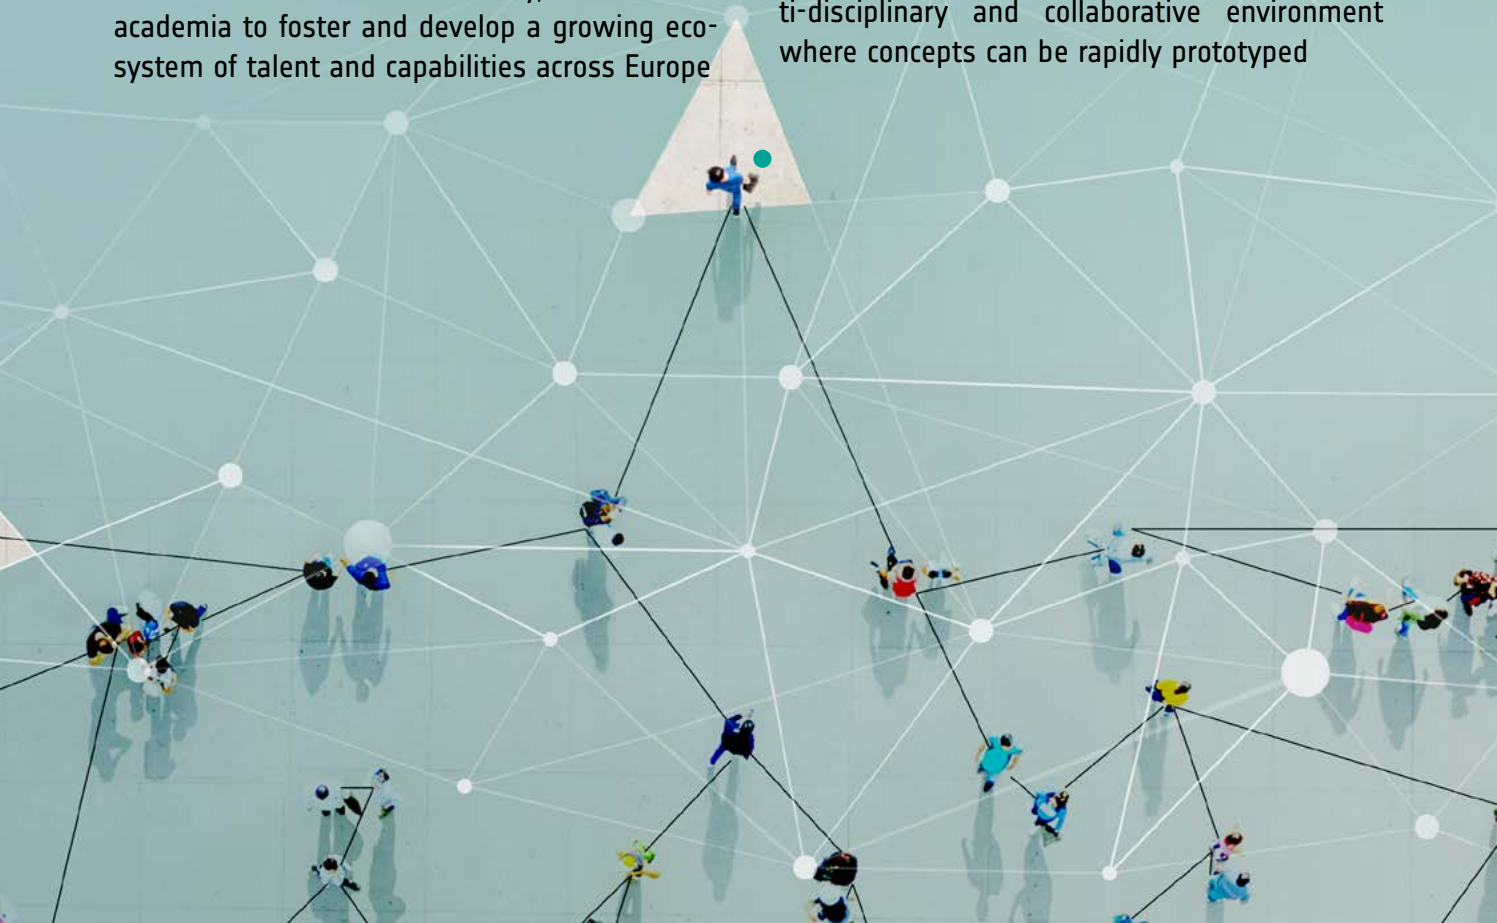 academia to foster and develop a growing eco-
system of talent and capabilities across Europe
ti-disciplinary and collaborative environment
where concepts can be rapidly prototyped